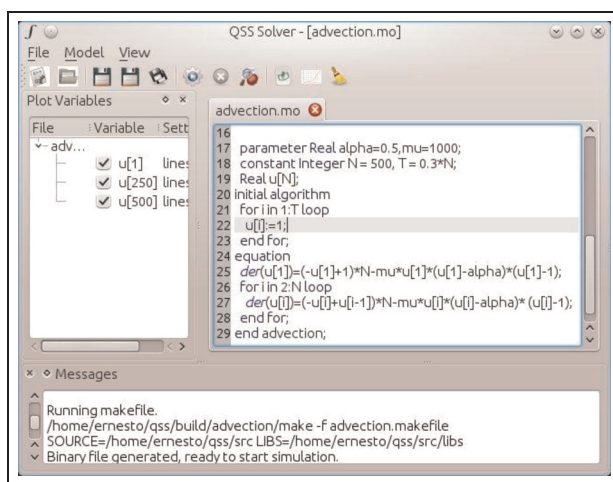 QSS Solver - [advection.mo]
File Model View
Plot Variables
advection.mo
File Variable Sett
adv...
u[1] lines
u[250] lines
u[500] lines
16
17 parameter Real alpha=0.5,mu=1000;
18 constant Integer N = 500, T = 0.3*N;
19 Real u[N];
20 initial algorithm
21 for i in 1:T loop
22 u[i]:=1;
23 end for;
24 equation
25 der(u[1])=(-u[1]+1)*N-mu*u[1]*(u[1]-alpha)*(u[1]-1);
26 for i in 2:N loop
27 der(u[i])=(-u[i]+u[i-1])*N-mu*u[i]*(u[i]-alpha)* (u[i]-1);
28 end for;
29 end advection;
Messages
Running makefile.
/home/ernesto/qss/build/advection/make -f advection.makefile
SOURCE=/home/ernesto/qss/src LIBS=/home/ernesto/qss/src/libs
Binary file generated, ready to start simulation.